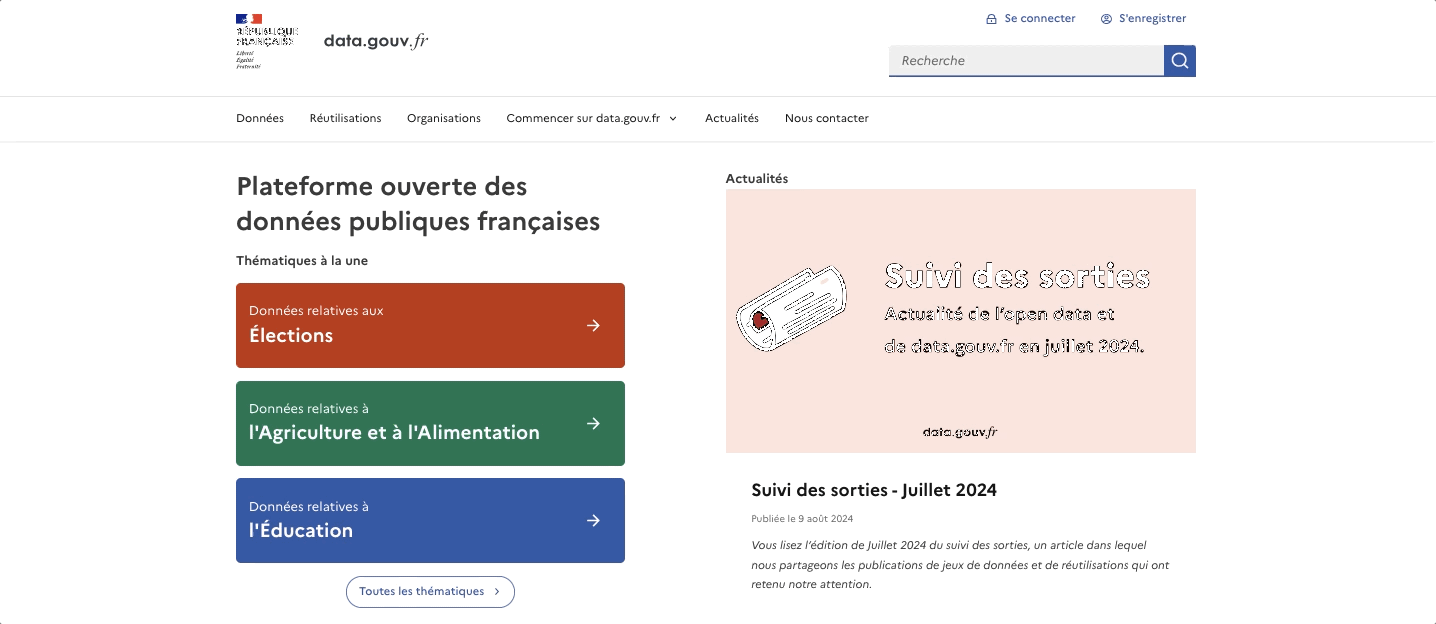 RÉPUBLIQUE
FRANÇAISE
Liberté
Égalité
Fraternité
data.gouv.fr
Se connecter
S'enregistrer
Recherche
Données
Réutilisations
Organisations
Commencer sur data.gouv.fr
Actualités
Nous contacter
Plateforme ouverte des
données publiques françaises
Thématiques à la une
Données relatives aux
Élections
Données relatives à
l'Agriculture et à l'Alimentation
Données relatives à
l'Éducation
Toutes les thématiques
Actualités
Suivi des sorties
Actualité de l'open data et
de data.gouv.fr en juillet 2024.
data.gouv.fr
Suivi des sorties - Juillet 2024
Publiée le 9 août 2024
Vous lisez l’édition de Juillet 2024 du suivi des sorties, un article dans lequel
nous partageons les publications de jeux de données et de réutilisations qui ont
retenu notre attention.